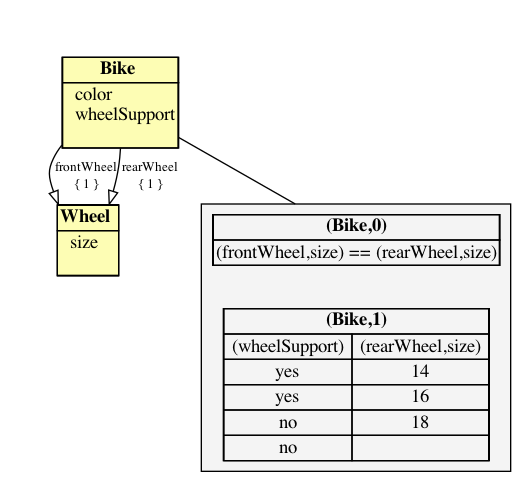 Bike
color
wheelSupport
frontWheel rearWheel
{ 1 } { 1 }
Wheel
size
(Bike,0)
(frontWheel,size) == (rearWheel,size)
(Bike,1)
(wheelSupport) (rearWheel,size)
yes 14
yes 16
no 18
no